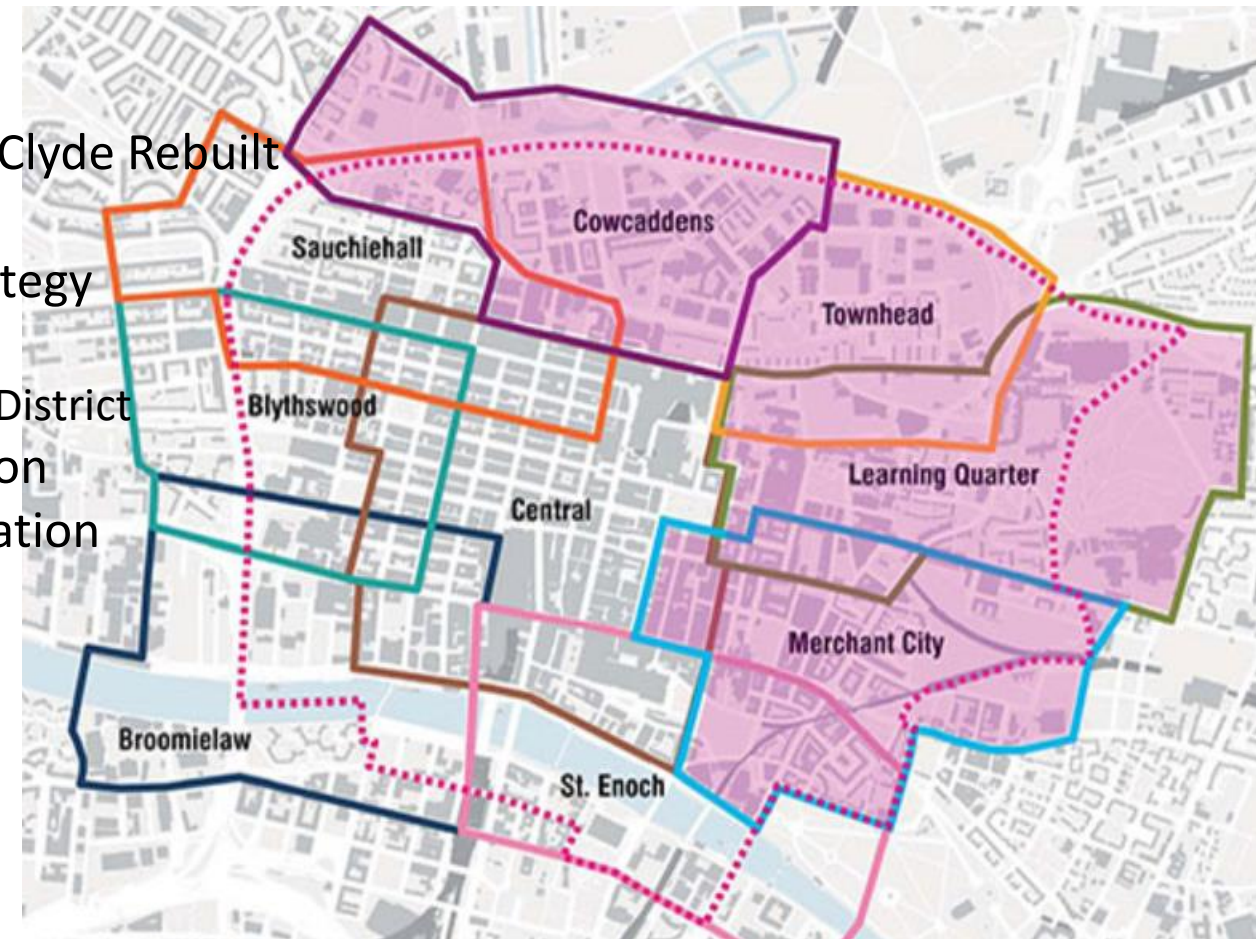 Clyde Rebuilt
Cowcaddens
Sauchiehall
tegy
Townhead
District
Blythswood
on
Learning Quarter
Central
ation
Merchant City
Broomielaw
St. Enoch